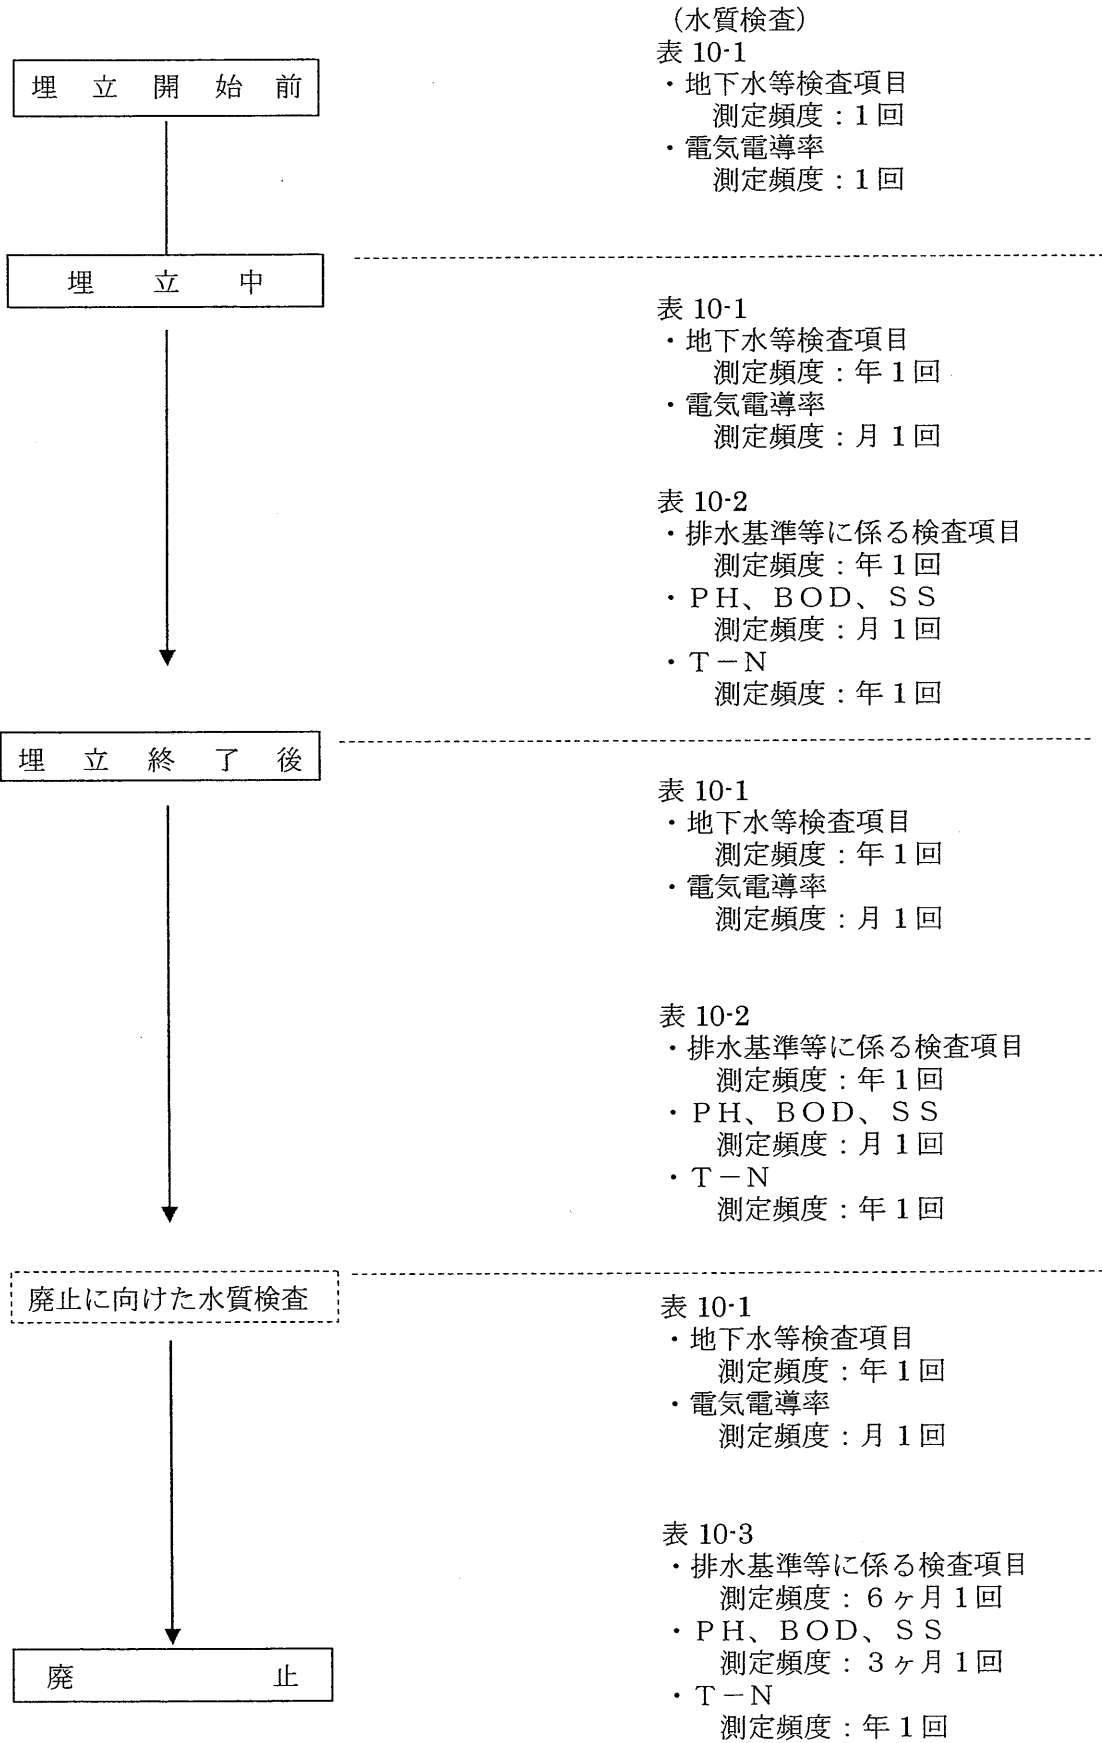 （水質検査）
表 10-1
埋立開始前
・地下水等検査項目
測定頻度：1回
・電気電導率
測定頻度：1回
埋立中
表 10-1
・地下水等検査項目
測定頻度：年1回
・電気電導率
測定頻度：月1回
表 10-2
・排水基準等に係る検査項目
測定頻度：年1回
・ＰＨ、ＢＯＤ、ＳＳ
測定頻度：月1回
・Ｔ－Ｎ
測定頻度：年1回
埋立終了後
表 10-1
・地下水等検査項目
測定頻度：年1回
・電気電導率
測定頻度：月1回
表 10-2
・排水基準等に係る検査項目
測定頻度：年1回
・ＰＨ、ＢＯＤ、ＳＳ
測定頻度：月1回
・Ｔ－Ｎ
測定頻度：年1回
廃止に向けた水質検査
表 10-1
・地下水等検査項目
測定頻度：年1回
・電気電導率
測定頻度：月1回
表 10-3
・排水基準等に係る検査項目
測定頻度：６ヶ月1回
・ＰＨ、ＢＯＤ、ＳＳ
測定頻度：３ヶ月1回
・Ｔ－Ｎ
測定頻度：年1回
廃止